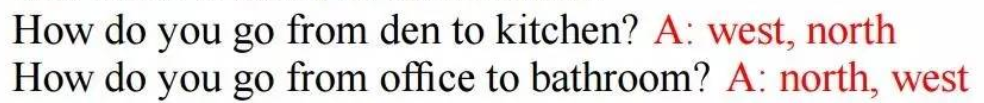 How do you go from den to kitchen? A: west, north
How do you go from office to bathroom? A: north, west